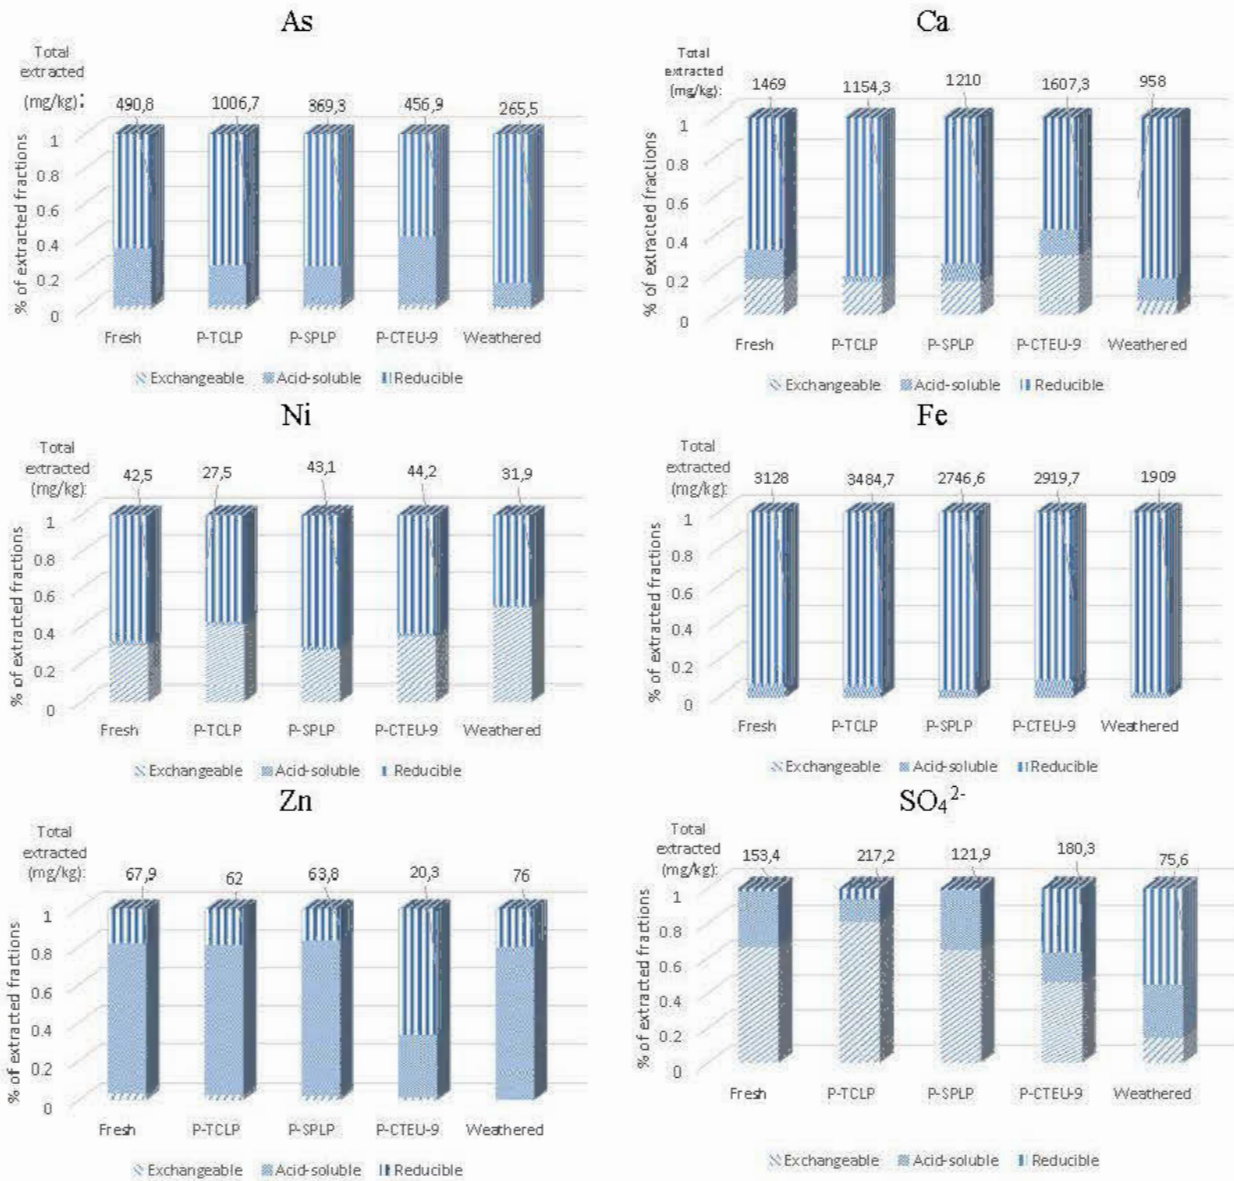 As
Total
extracted
(mg/kg):
490,8 1006,7 369,3 456,9 265,5
% of extracted fractions
1
0.8
0.6
0.4
0.2
0
Fresh P-TCLP P-SPLP P-CTEU-9 Weathered
Exchangeable Acid-soluble Reducible
Ca
Total
extracted
(mg/kg):
1469 1154,3 1210 1607,3 958
% of extracted fractions
1
0.8
0.6
0.4
0.2
0
Fresh P-TCLP P-SPLP P-CTEU-9 Weathered
Exchangeable Acid-soluble Reducible
Ni
Total
extracted
(mg/kg):
42,5 27,5 43,1 44,2 31,9
% of extracted fractions
1
0.8
0.6
0.4
0.2
0
Fresh P-TCLP P-SPLP P-CTEU-9 Weathered
Exchangeable Acid-soluble Reducible
Fe
Total
extracted
(mg/kg):
3128 3484,7 2746,6 2919,7 1909
% of extracted fractions
1
0.8
0.6
0.4
0.2
0
Fresh P-TCLP P-SPLP P-CTEU-9 Weathered
Exchangeable Acid-soluble Reducible
Zn
Total
extracted
(mg/kg):
67,9 62 63,8 20,3 76
% of extracted fractions
1
0.8
0.6
0.4
0.2
0
Fresh P-TCLP P-SPLP P-CTEU-9 Weathered
Exchangeable Acid-soluble Reducible
SO₄²⁻
Total
extracted
(mg/kg):
153,4 217,2 121,9 180,3 75,6
% of extracted fractions
1
0.8
0.6
0.4
0.2
0
Fresh P-TCLP P-SPLP P-CTEU-9 Weathered
Exchangeable Acid-soluble Reducible